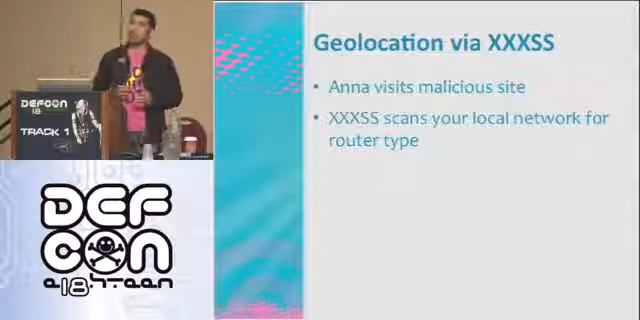 DEFCON
18
TRACK 1
DEF
CON
e18hteen
Geolocation via XXXSS
• Anna visits malicious site
• XXXSS scans your local network for
router type